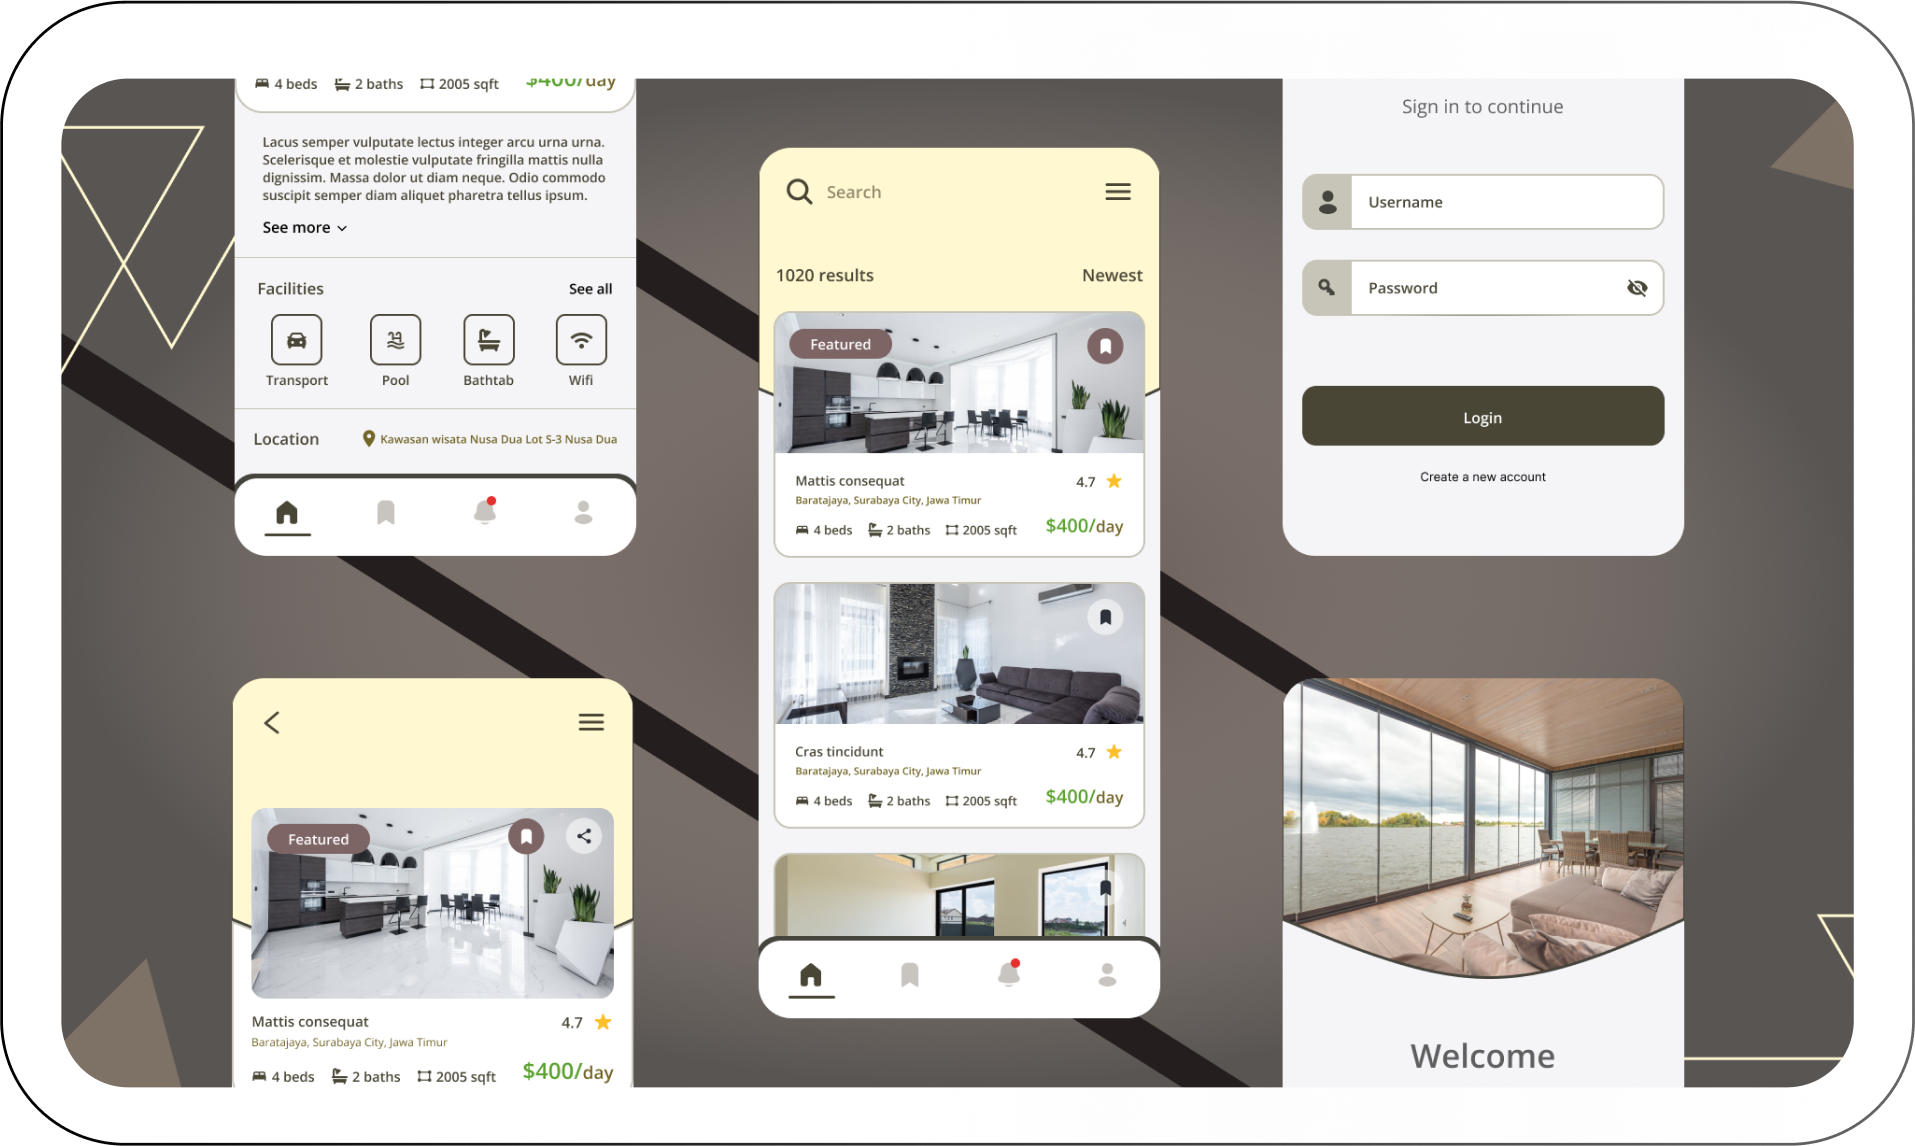 4 beds 2 baths 2005 sqft $400/day
Lacus semper vulputate lectus integer arcu urna urna.
Scelerisque et molestie vulputate fringilla mattis nulla
dignissim. Massa dolor ut diam neque. Odio commodo
suscipit semper diam aliquet pharetra tellus ipsum.
See more
Facilities See all
Transport Pool Bathtab Wifi
Location Kawasan wisata Nusa Dua Lot S-3 Nusa Dua
Featured
Mattis consequat 4.7
Baratajaya, Surabaya City, Jawa Timur
4 beds 2 baths 2005 sqft $400/day
Search
1020 results Newest
Featured
Mattis consequat 4.7
Baratajaya, Surabaya City, Jawa Timur
4 beds 2 baths 2005 sqft $400/day
Cras tincidunt 4.7
Baratajaya, Surabaya City, Jawa Timur
4 beds 2 baths 2005 sqft $400/day
Sign in to continue
Username
Password
Login
Create a new account
Welcome